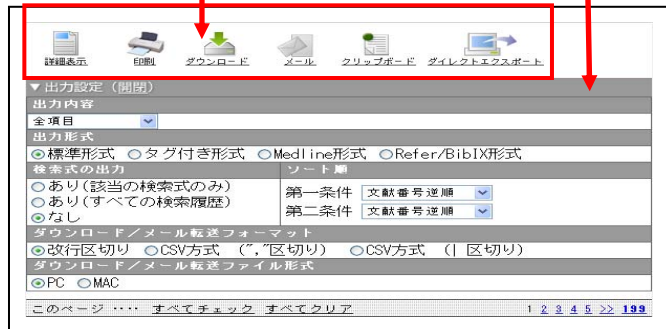 詳細表示 印刷 ダウンロード メール クリップボード ダイレクトエクスポート
▼出力設定（開閉）
出力内容
全項目
出力形式
標準形式 タグ付き形式 Medline形式 Refer/BibIX形式
検索式の出力 ソート順
あり(該当の検索式のみ)
あり(すべての検索履歴)
なし
第一条件 文献番号逆順
第二条件 文献番号逆順
ダウンロード／メール転送フォーマット
改行区切り CSV方式 (","区切り) CSV方式 (| 区切り)
ダウンロード／メール転送ファイル形式
PC MAC
このページ ‥‥ すべてチェック すべてクリア 1 2 3 4 5 >> 199